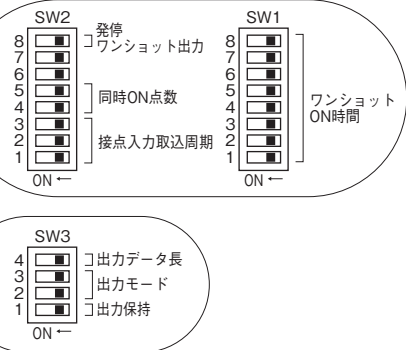 SW2
8
7
6
5
4
3
2
1
発停
ワンショット出力
同時ON点数
接点入力取込周期
ON ←
SW1
8
7
6
5
4
3
2
1
ワンショット
ON時間
ON ←
SW3
4
3
2
1
出力データ長
出力モード
出力保持
ON ←